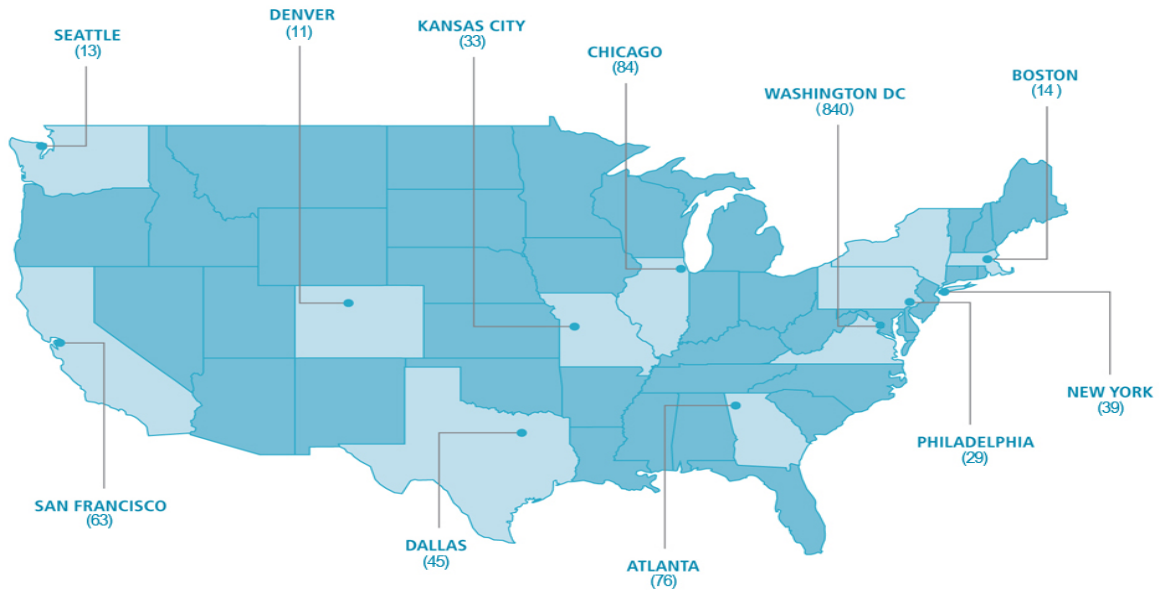 DENVER
(11)
SEATTLE
(13)
KANSAS CITY
(33)
CHICAGO
(84)
WASHINGTON DC
(840)
BOSTON
(14 )
NEW YORK
(39)
PHILADELPHIA
(29)
SAN FRANCISCO
(63)
DALLAS
(45)
ATLANTA
(76)